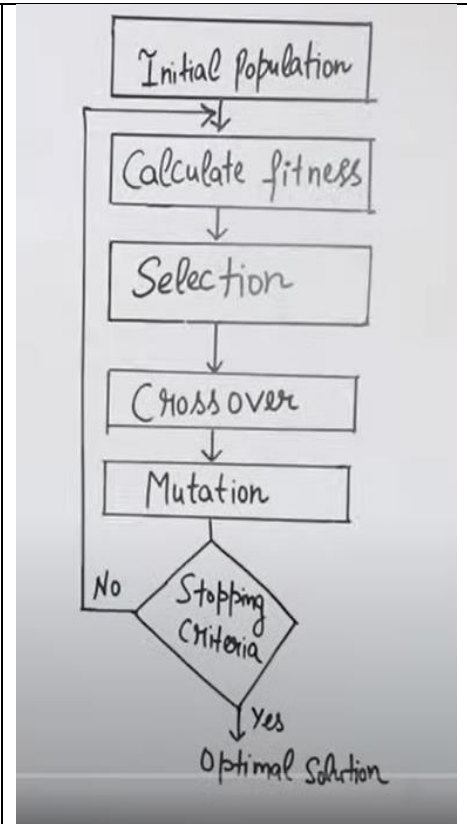 Initial Population
Calculate fitness
Selection
Crossover
Mutation
Stopping
Criteria
No
Yes
Optimal Solution